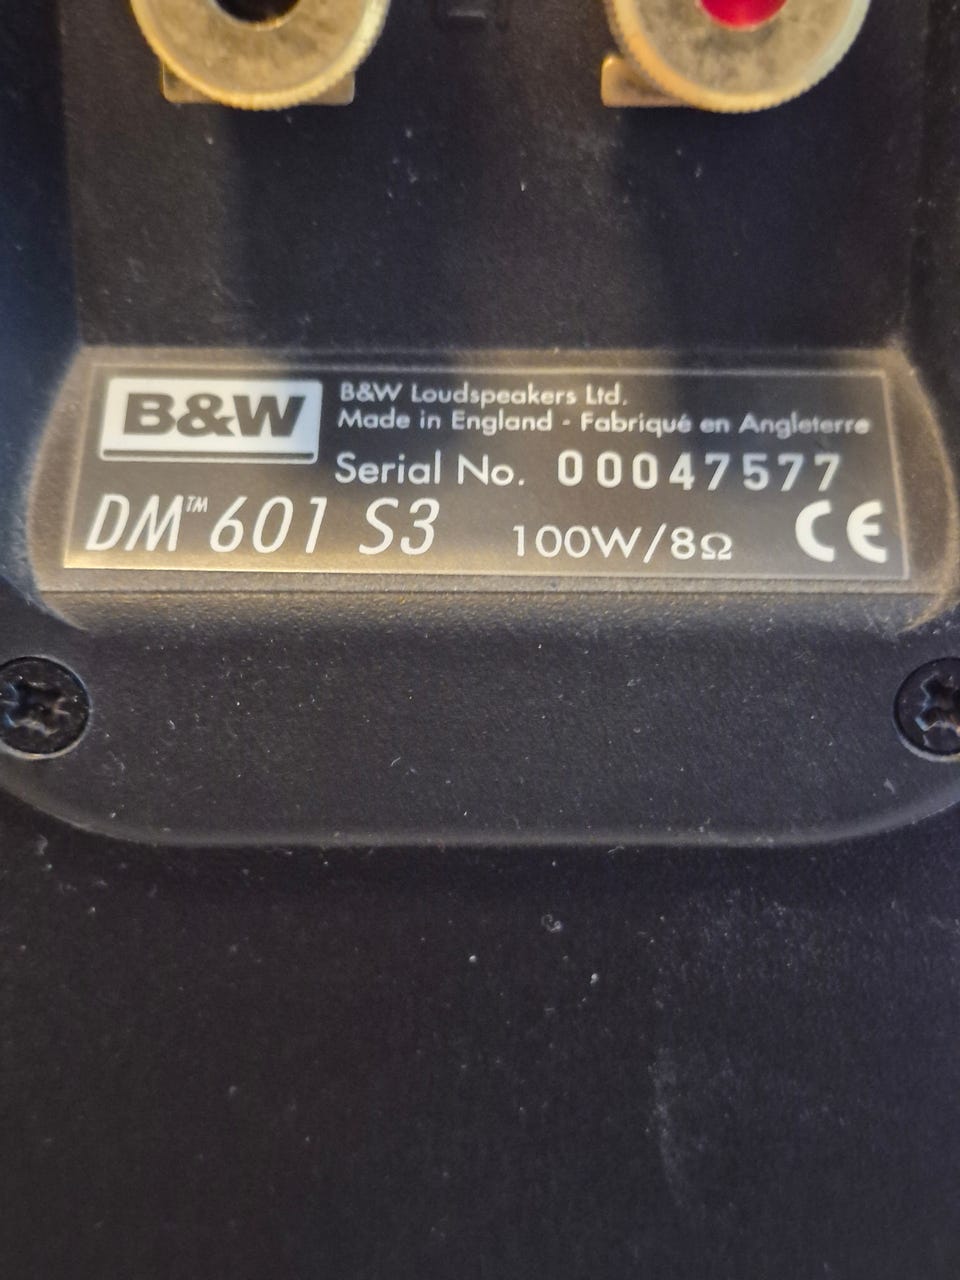 B&W
B&W Loudspeakers Ltd.
Made in England - Fabriqué en Angleterre
Serial No. 00047577
DM™ 601 S3 100W/8Ω CE